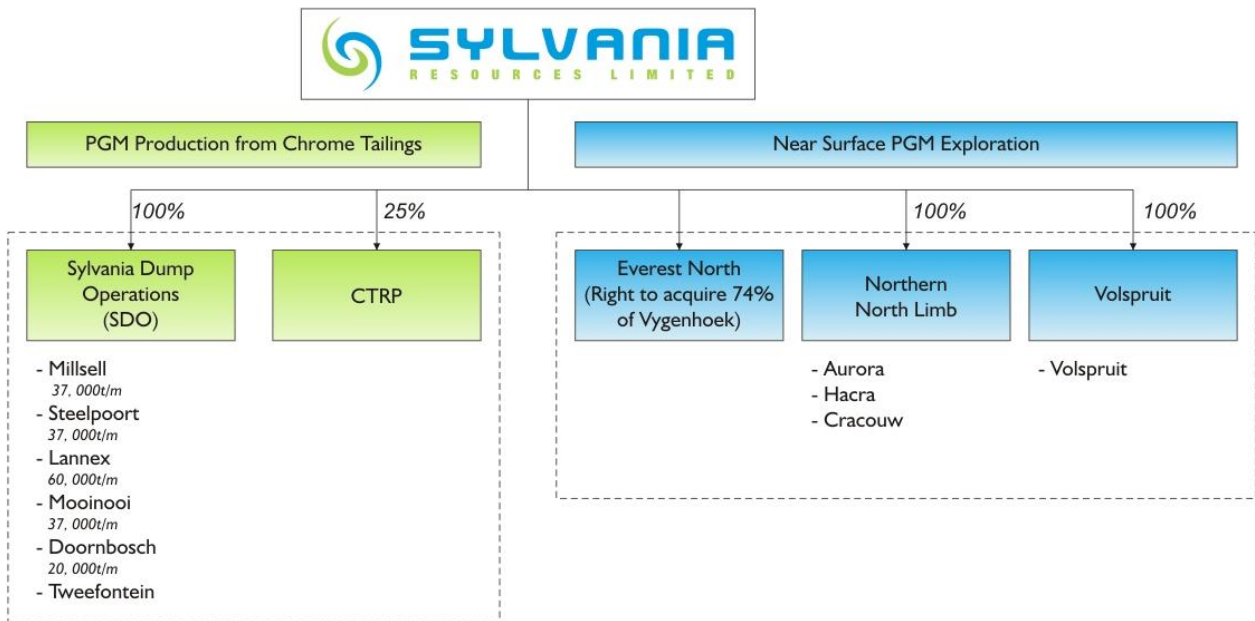 SYLVANIA
RESOURCES LIMITED
PGM Production from Chrome Tailings
Near Surface PGM Exploration
100%
25%
100%
100%
Sylvania Dump
Operations
(SDO)
CTRP
Everest North
(Right to acquire 74%
of Vygenhoek)
Northern
North Limb
Volspruit
- Millsell
37, 000t/m
- Steelpoort
37, 000t/m
- Lannex
60, 000t/m
- Mooinooi
37, 000t/m
- Doornbosch
20, 000t/m
- Tweefontein
- Aurora
- Hacra
- Cracouw
- Volspruit